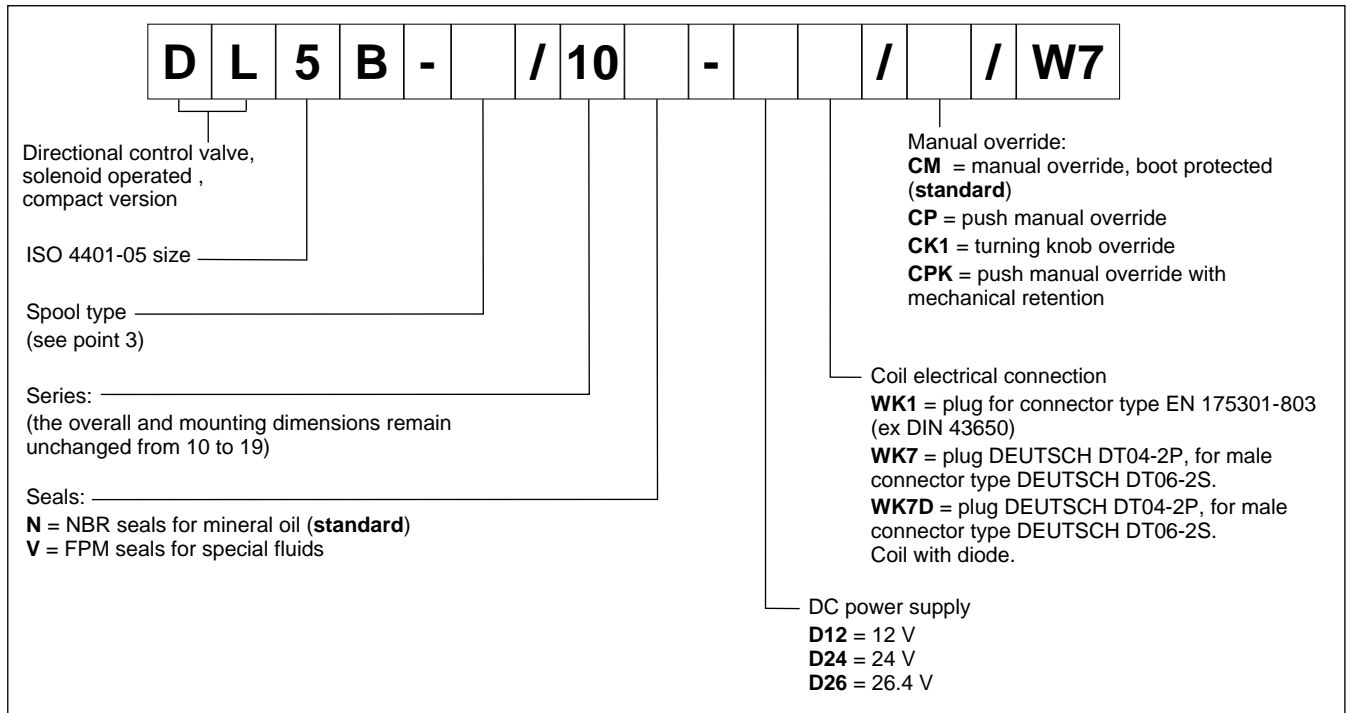 D L 5 B - / 10 - / / W7
Directional control valve,
solenoid operated ,
compact version
ISO 4401-05 size
Spool type
(see point 3)
Series:
(the overall and mounting dimensions remain
unchanged from 10 to 19)
Seals:
N = NBR seals for mineral oil (standard)
V = FPM seals for special fluids
Manual override:
CM = manual override, boot protected
(standard)
CP = push manual override
CK1 = turning knob override
CPK = push manual override with
mechanical retention
Coil electrical connection
WK1 = plug for connector type EN 175301-803
(ex DIN 43650)
WK7 = plug DEUTSCH DT04-2P, for male
connector type DEUTSCH DT06-2S.
WK7D = plug DEUTSCH DT04-2P, for male
connector type DEUTSCH DT06-2S.
Coil with diode.
DC power supply
D12 = 12 V
D24 = 24 V
D26 = 26.4 V